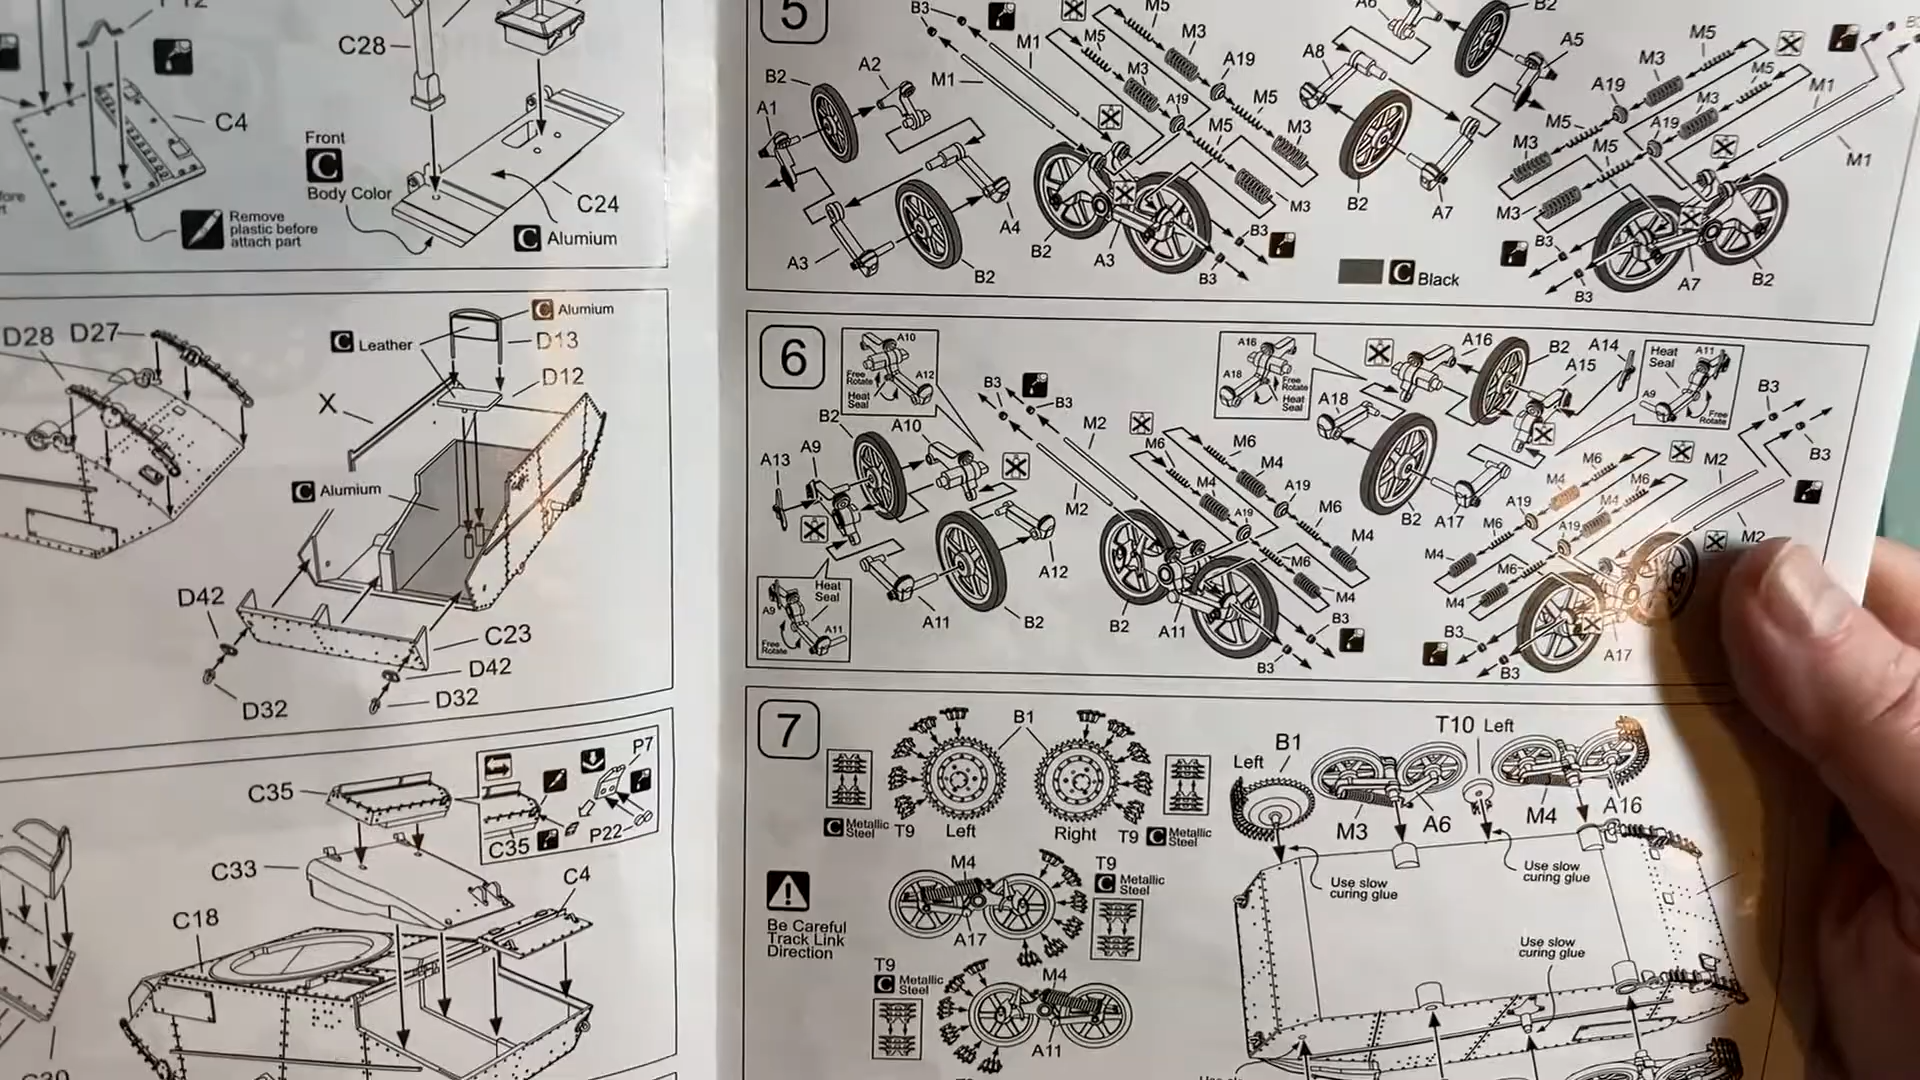 C28
C4
Front
C
Body Color
Remove
plastic before
attach part
C24
C Alumium
D28
D27
C Alumium
C Leather
D13
D12
X
C Alumium
D42
C23
D42
D32
D32
C35
P7
C35
P22
C33
C4
C18
5
B3
M1
M5
M3
A19
M5
M3
M1
M5
M3
A19
M5
M3
B2
A2
A1
A4
A3
B2
B2
A3
B3
B3
B2
A8
A5
B2
A7
M5
M3
A19
M5
M3
M5
M3
A19
M5
M3
M1
M1
B3
B3
A7
B2
C Black
6
A10
A12
Free
Rotate
Heat
Seal
B3
B3
M2
M2
M6
M4
A19
M6
M4
M6
M4
A19
M6
M4
B2
A10
A13
A9
A12
A11
B2
A9
Heat
Seal
A11
Free
Rotate
B2
A11
B3
B3
A16
A18
Free
Rotate
Heat
Seal
A16
B2
A14
A15
A18
B2
A17
Heat
Seal
A11
A9
Free
Rotate
B3
B3
M2
M2
M6
M4
A19
M6
M4
M6
M4
A19
M6
M4
B3
B3
A17
7
B1
C Metallic
Steel
T9
Left
Right
T9
C Metallic
Steel
Be Careful
Track Link
Direction
M4
A17
T9
C Metallic
Steel
T9
C Metallic
Steel
M4
A11
Left
B1
M3
A6
T10 Left
M4
A16
Use slow
curing glue
Use slow
curing glue
Use slow
curing glue